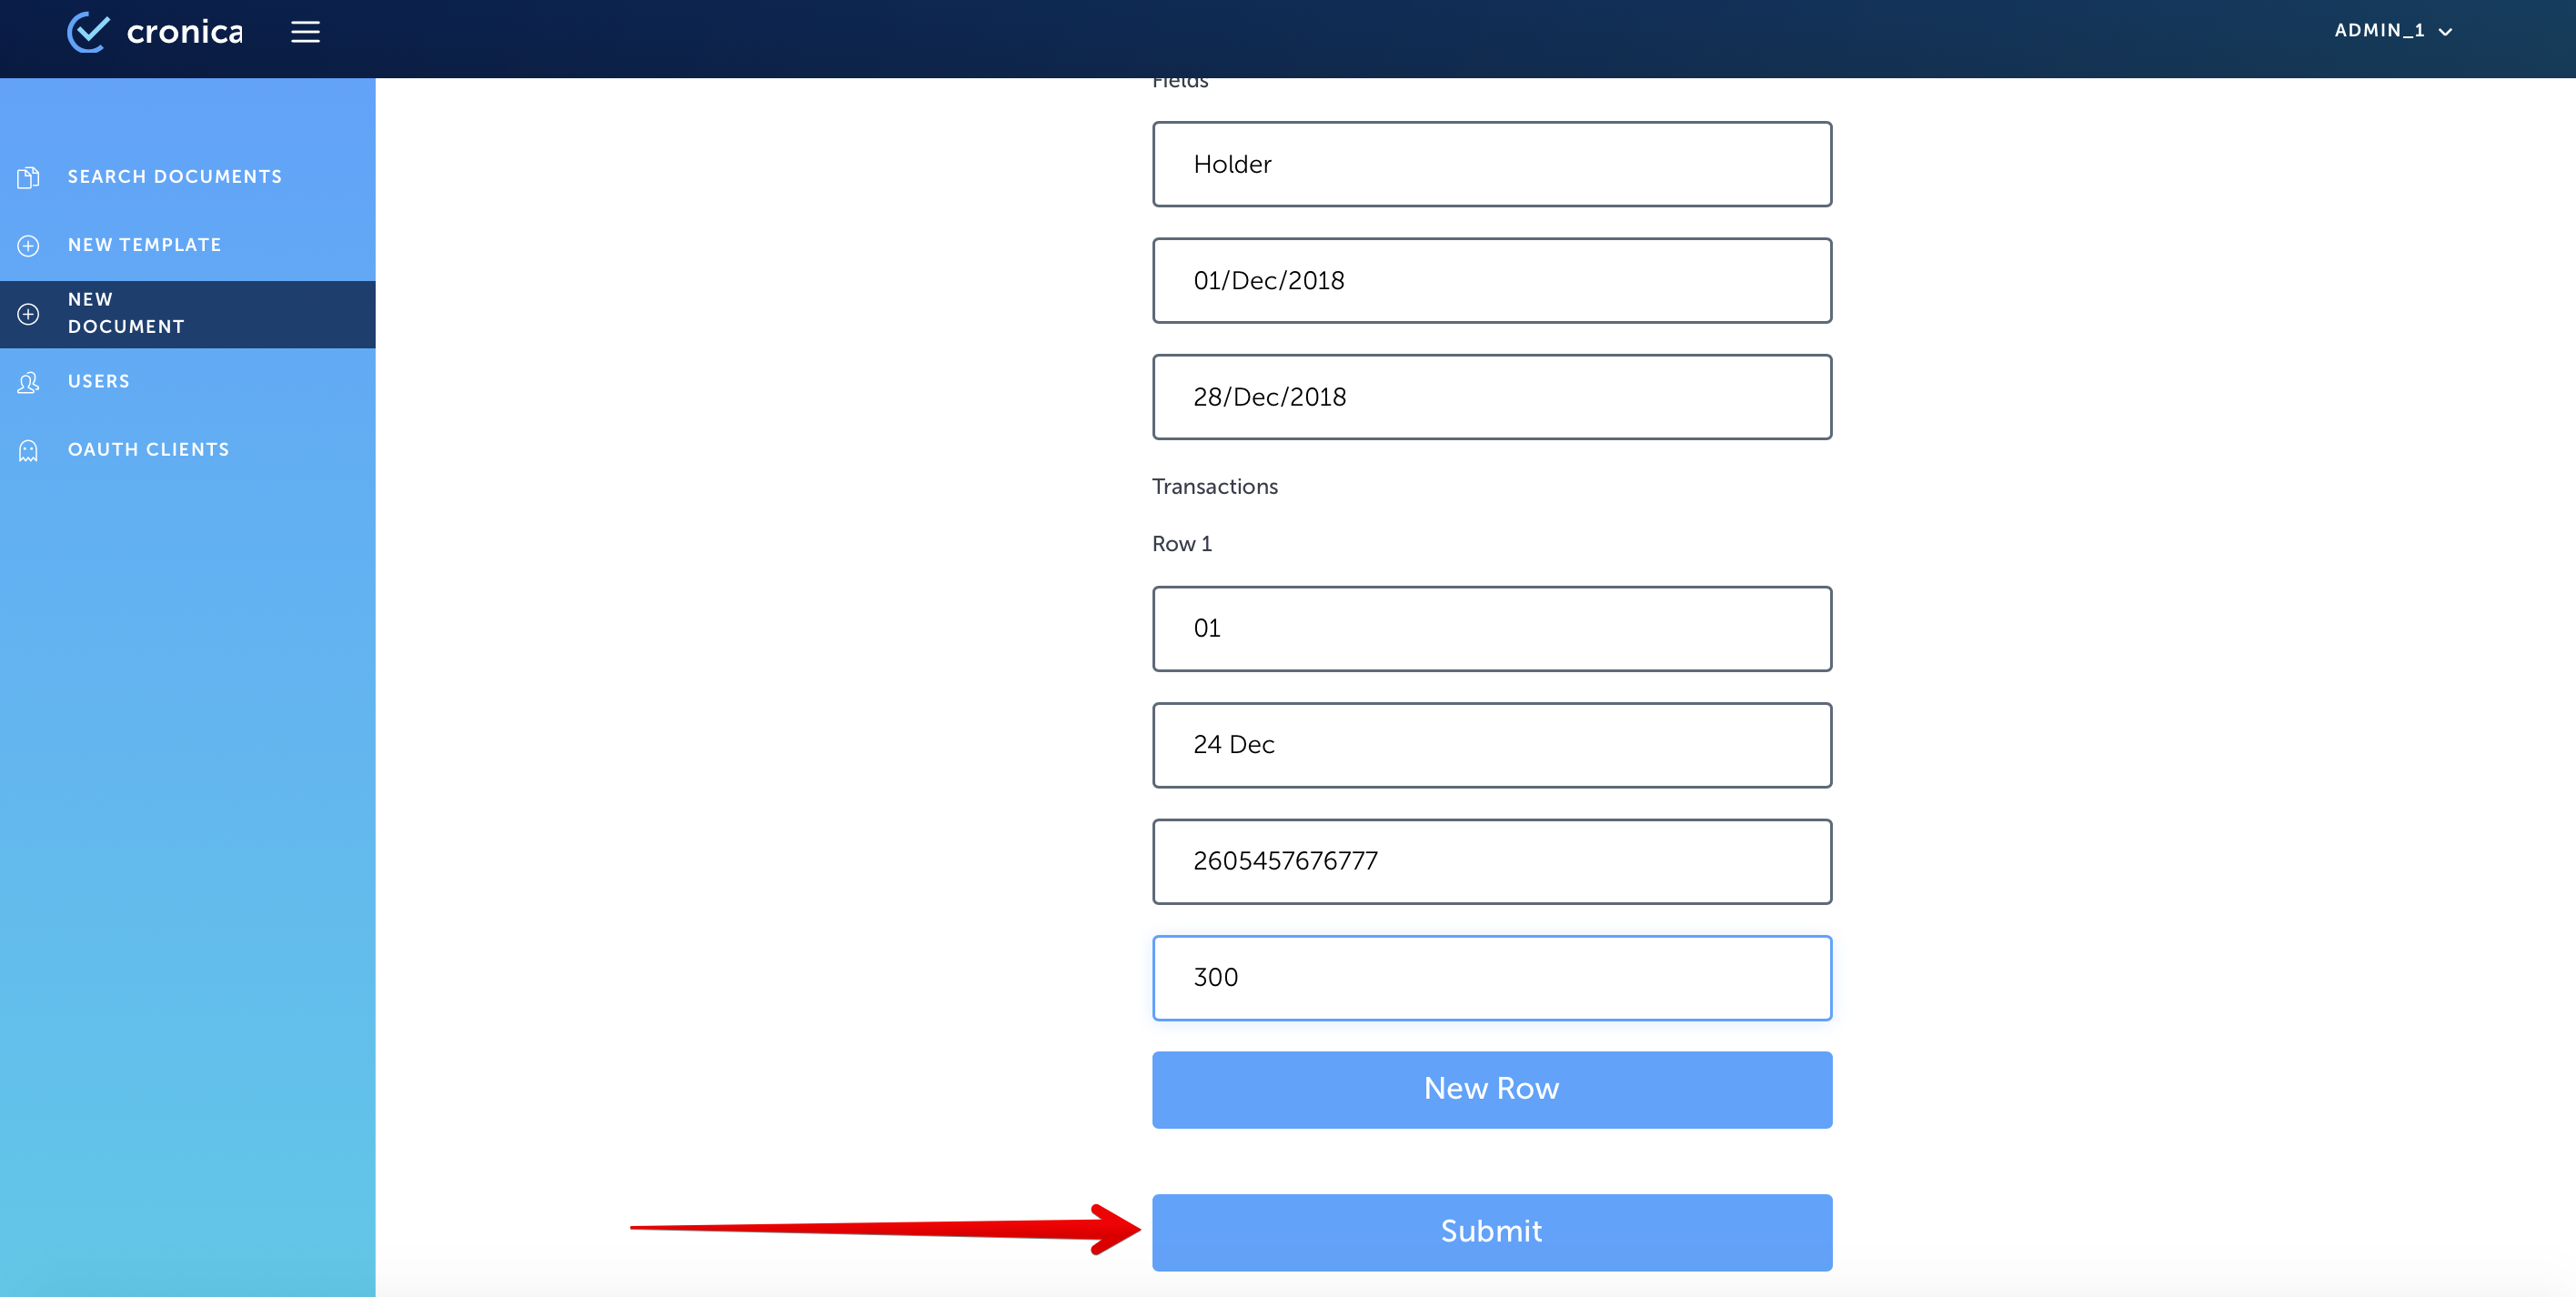 cronica
ADMIN_1
SEARCH DOCUMENTS
NEW TEMPLATE
NEW
DOCUMENT
USERS
OAUTH CLIENTS
Fields
Holder
01/Dec/2018
28/Dec/2018
Transactions
Row 1
01
24 Dec
2605457676777
300
New Row
Submit